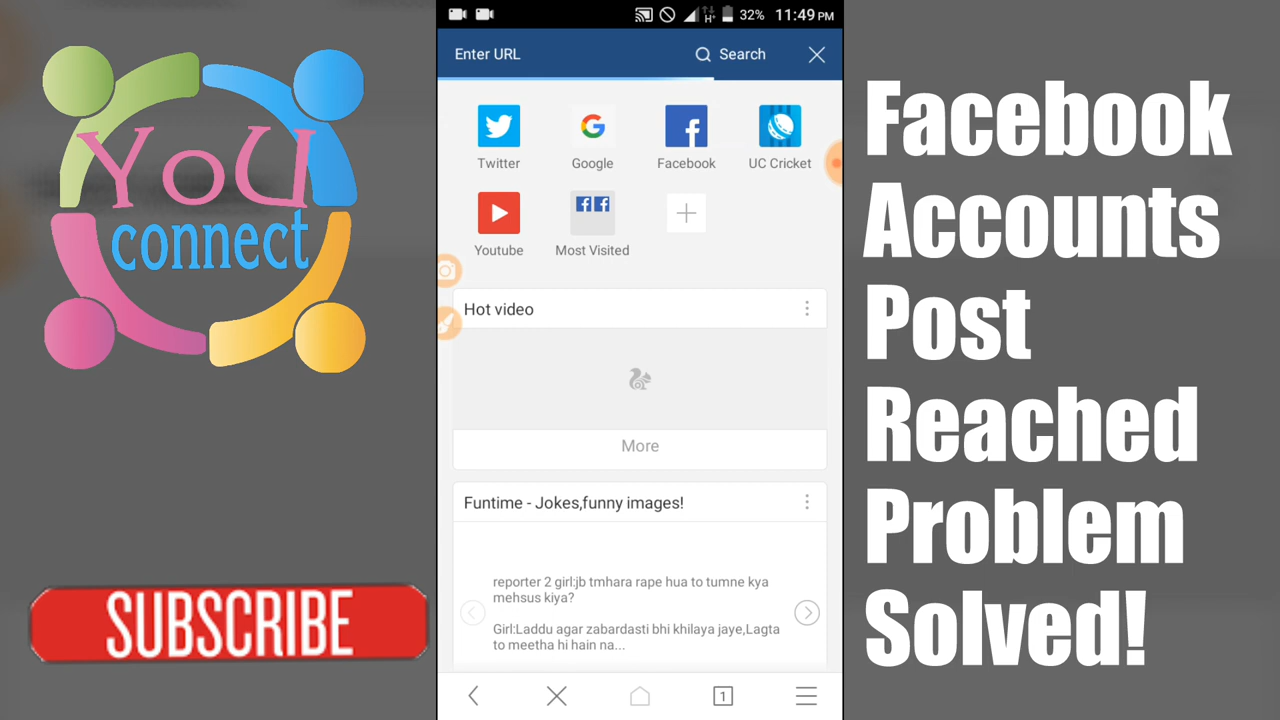 YoU
connect
SUBSCRIBE
H+ 32% 11:49 PM
Enter URL Search
Twitter Google Facebook UC Cricket
Youtube Most Visited
Hot video
More
Funtime - Jokes,funny images!
reporter 2 girl:jb tmhara rape hua to tumne kya
mehsus kiya?
Girl:Laddu agar zabardasti bhi khilaya jaye,Lagta
to meetha hi hain na...
1
Facebook
Accounts
Post
Reached
Problem
Solved!